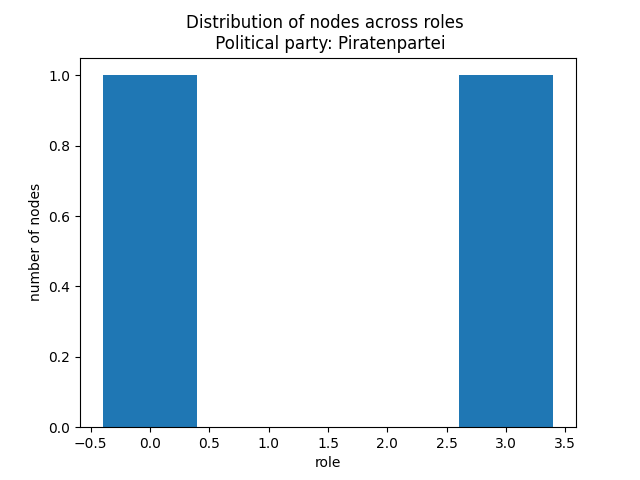 Distribution of nodes across roles
Political party: Piratenpartei
number of nodes
1.0
0.8
0.6
0.4
0.2
0.0
−0.5 0.0 0.5 1.0 1.5 2.0 2.5 3.0 3.5
role